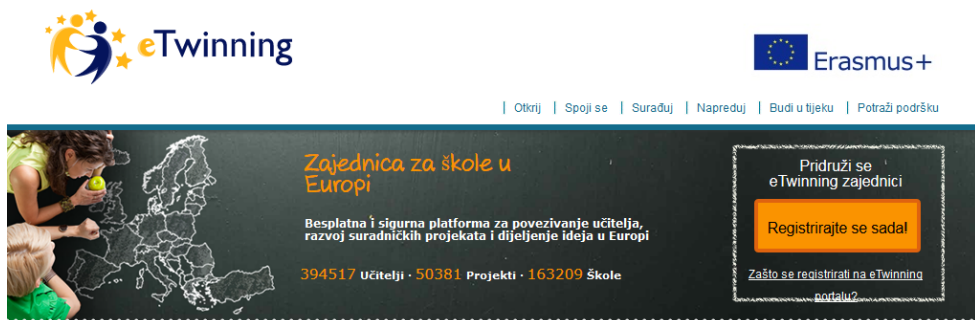 eTwinning
Erasmus+
Otkrij | Spoji se | Surađuj | Napreduj | Budi u tijeku | Potraži podršku
Zajednica za škole u
Europi
Besplatna i sigurna platforma za povezivanje učitelja,
razvoj suradničkih projekata i dijeljenje ideja u Europi
394517 Učitelji · 50381 Projekti · 163209 Škole
Pridruži se
eTwinning zajednici
Registrirajte se sada!
Zašto se registrirati na eTwinning
portalu?